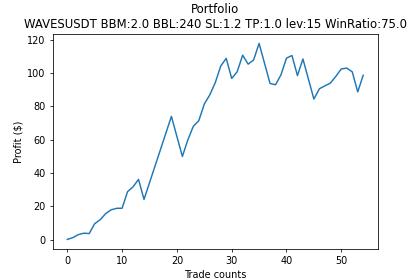 Portfolio
WAVESUSDT BBM:2.0 BBL:240 SL:1.2 TP:1.0 lev:15 WinRatio:75.0
120
100
80
60
40
20
0
Profit ($)
0 10 20 30 40 50
Trade counts